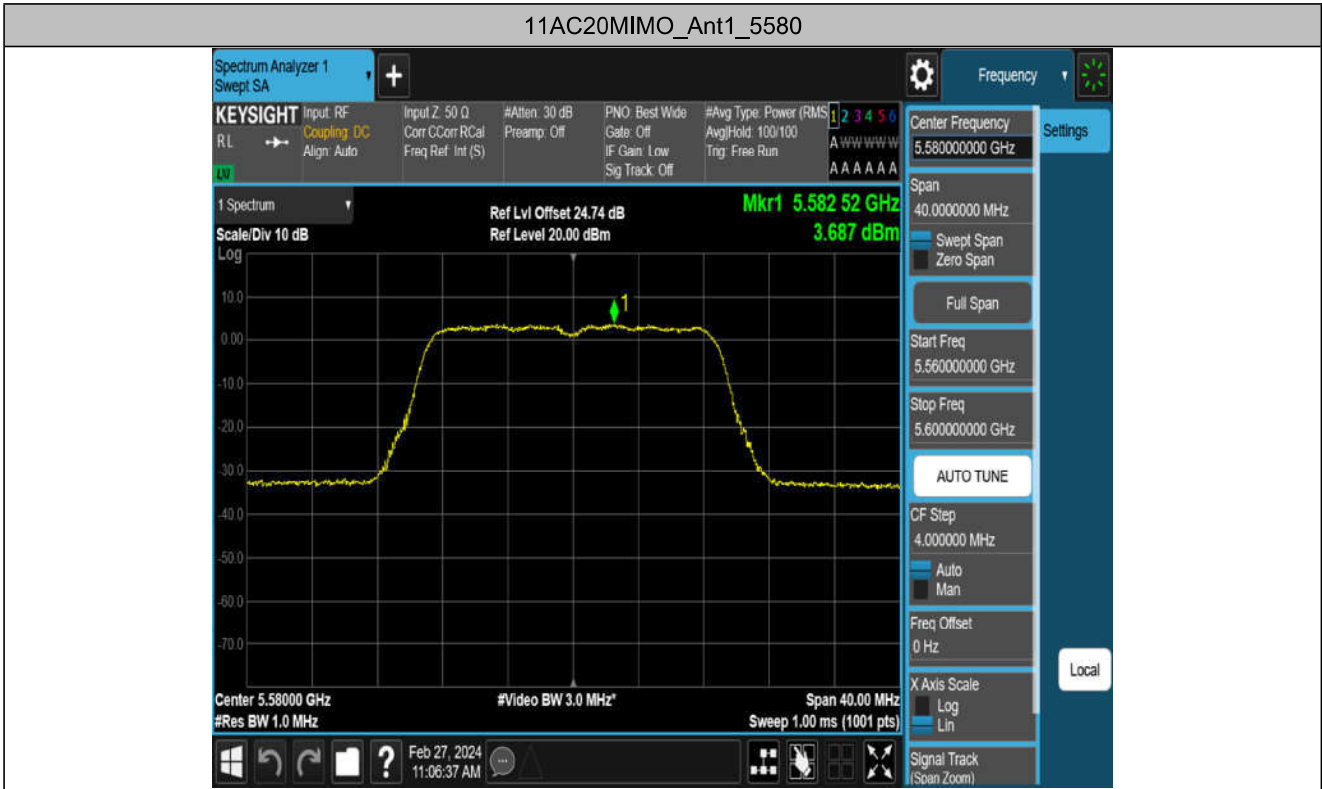 11AC20MIMO_Ant1_5580
Spectrum Analyzer 1
Swept SA
+
Frequency
KEYSIGHT
RL
LXI
Input: RF
Coupling: DC
Align: Auto
Input Z: 50 Ω
Corr CCorr RCal
Freq Ref: Int (S)
#Atten: 30 dB
Preamp: Off
PNO: Best Wide
Gate: Off
IF Gain: Low
Sig Track: Off
#Avg Type: Power (RMS
Avg|Hold: 100/100
Trig: Free Run
1 2 3 4 5 6
A W W W W W
A A A A A A
1 Spectrum
Scale/Div 10 dB
Log
Ref Lvl Offset 24.74 dB
Ref Level 20.00 dBm
Mkr1 5.582 52 GHz
3.687 dBm
1
10.0
0.00
-10.0
-20.0
-30.0
-40.0
-50.0
-60.0
-70.0
Center 5.58000 GHz
#Video BW 3.0 MHz*
Span 40.00 MHz
#Res BW 1.0 MHz
Sweep 1.00 ms (1001 pts)
?
Feb 27, 2024
11:06:37 AM
Center Frequency
5.580000000 GHz
Settings
Span
40.0000000 MHz
Swept Span
Zero Span
Full Span
Start Freq
5.560000000 GHz
Stop Freq
5.600000000 GHz
AUTO TUNE
CF Step
4.000000 MHz
Auto
Man
Freq Offset
0 Hz
Local
X Axis Scale
Log
Lin
Signal Track
(Span Zoom)